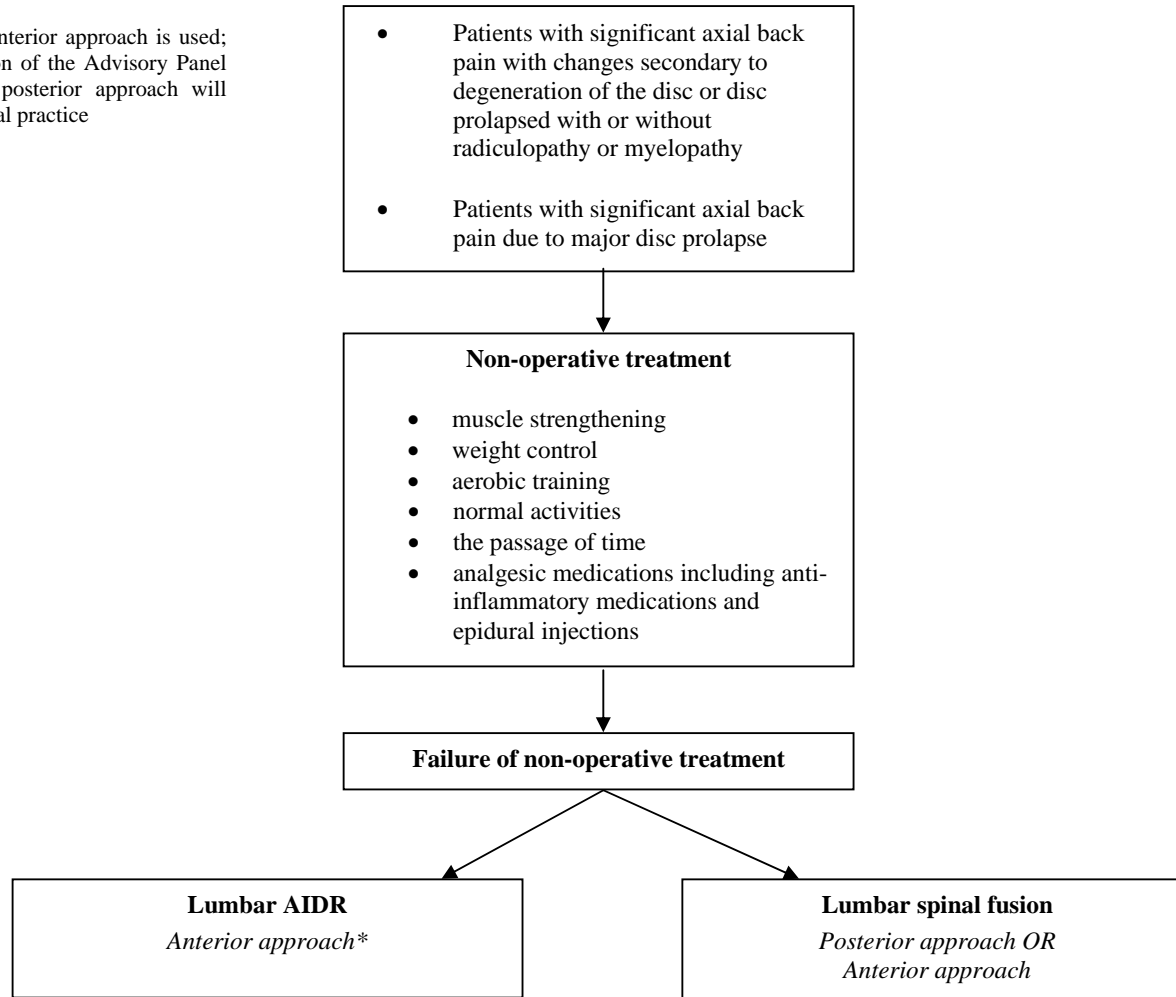 nterior approach is used;
on of the Advisory Panel
posterior approach will
al practice
• Patients with significant axial back
pain with changes secondary to
degeneration of the disc or disc
prolapsed with or without
radiculopathy or myelopathy
• Patients with significant axial back
pain due to major disc prolapse
Non-operative treatment
• muscle strengthening
• weight control
• aerobic training
• normal activities
• the passage of time
• analgesic medications including anti-
inflammatory medications and
epidural injections
Failure of non-operative treatment
Lumbar AIDR
Anterior approach*
Lumbar spinal fusion
Posterior approach OR
Anterior approach